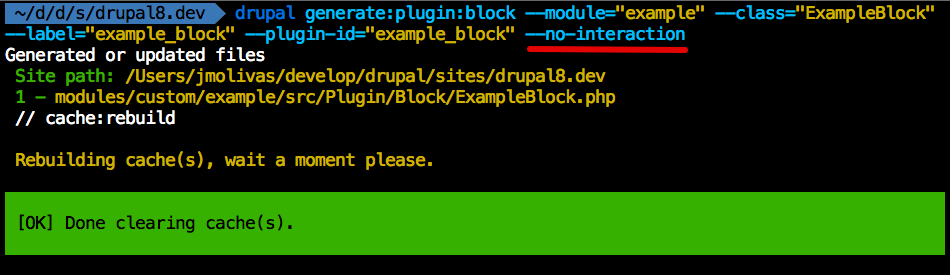 ~/d/d/s/drupal8.dev drupal generate:plugin:block --module="example" --class="ExampleBlock"
--label="example_block" --plugin-id="example_block" --no-interaction
Generated or updated files
Site path: /Users/jmolivas/develop/drupal/sites/drupal8.dev
1 - modules/custom/example/src/Plugin/Block/ExampleBlock.php
// cache:rebuild
Rebuilding cache(s), wait a moment please.
[OK] Done clearing cache(s).